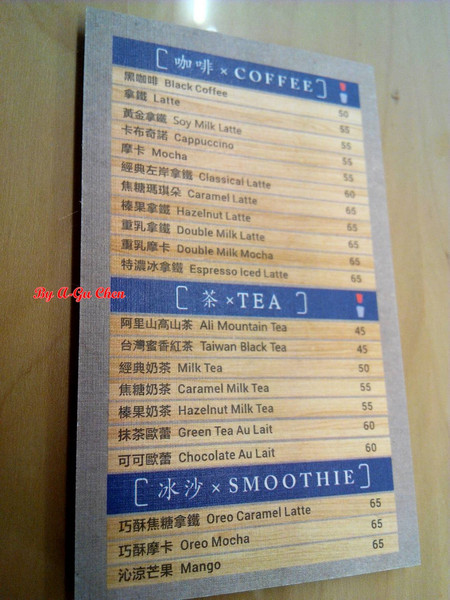 [ 咖啡 × COFFEE ]
黑咖啡 Black Coffee 50
拿鐵 Latte 55
黃金拿鐵 Soy Milk Latte 55
卡布奇諾 Cappuccino 55
摩卡 Mocha 55
經典左岸拿鐵 Classical Latte 60
焦糖瑪琪朵 Caramel Latte 65
榛果拿鐵 Hazelnut Latte 65
重乳拿鐵 Double Milk Latte 65
重乳摩卡 Double Milk Mocha 65
特濃冰拿鐵 Espresso Iced Latte 65
[ 茶 × TEA ]
阿里山高山茶 Ali Mountain Tea 45
台灣蜜香紅茶 Taiwan Black Tea 45
經典奶茶 Milk Tea 50
焦糖奶茶 Caramel Milk Tea 55
榛果奶茶 Hazelnut Milk Tea 55
抹茶歐蕾 Green Tea Au Lait 60
可可歐蕾 Chocolate Au Lait 60
[ 冰沙 × SMOOTHIE ]
巧酥焦糖拿鐵 Oreo Caramel Latte 65
巧酥摩卡 Oreo Mocha 65
沁涼芒果 Mango 65
By A-Gu Chen